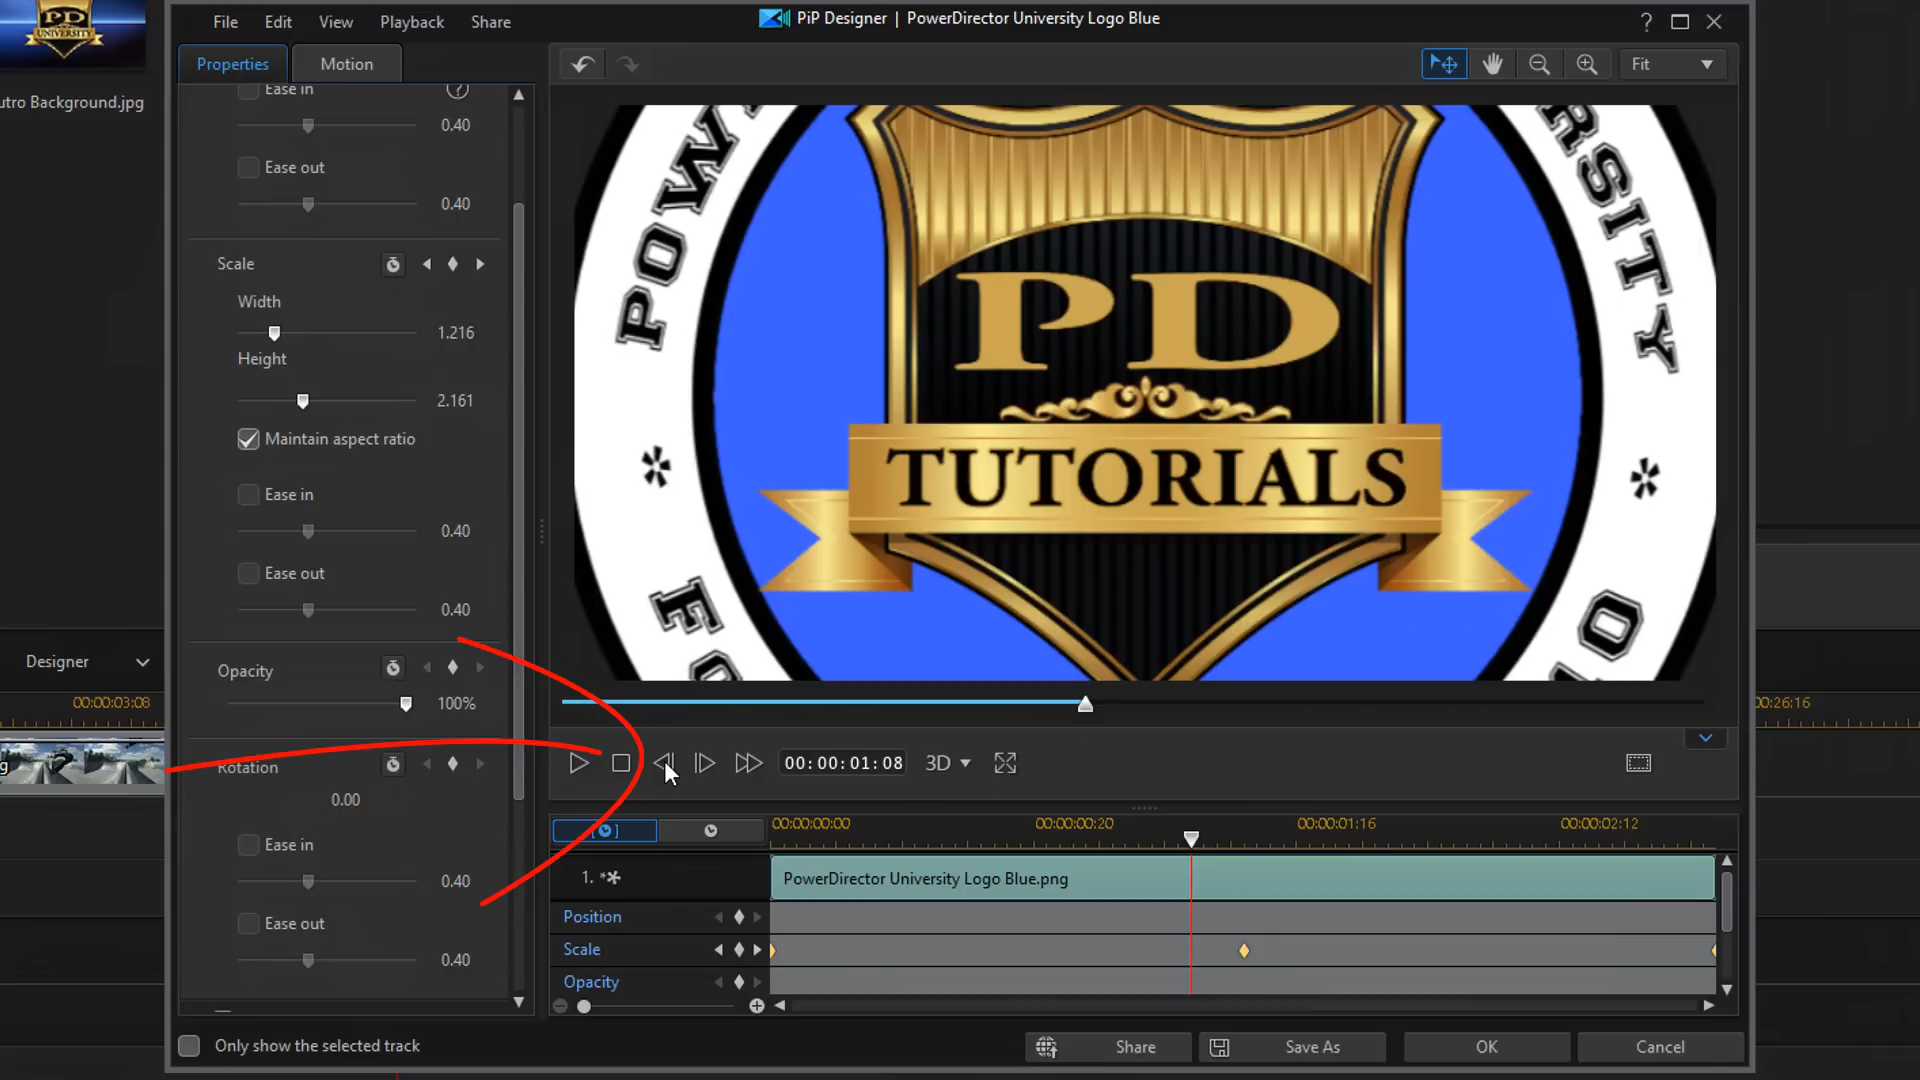 File Edit View Playback Share
PiP Designer | PowerDirector University Logo Blue
?
Properties Motion
Fit
UNIVERSITY
utro Background.jpg
Ease in
0.40
Ease out
0.40
Scale
Width
1.216
Height
2.161
Maintain aspect ratio
Ease in
0.40
Ease out
0.40
Opacity
100%
Rotation
0.00
Ease in
0.40
Ease out
0.40
POW
RSITY
PD
TUTORIALS
*
*
Designer
00:00:03:08
00:00:01:08
3D
00:26:16
00:00:00:00 00:00:00:20 00:00:01:16 00:00:02:12
1.
PowerDirector University Logo Blue.png
Position
Scale
Opacity
Only show the selected track
Share
Save As
OK
Cancel